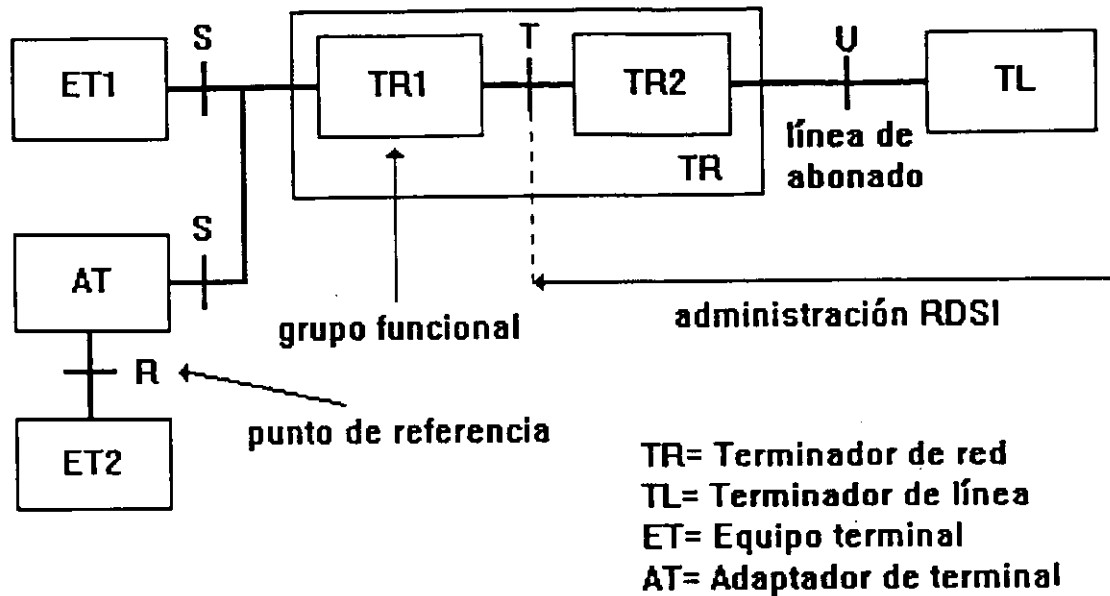 S
T
U
ET1
TR1
TR2
TL
línea de
abonado
TR
S
AT
grupo funcional
administración RDSI
R
punto de referencia
ET2
TR= Terminador de red
TL= Terminador de línea
ET= Equipo terminal
AT= Adaptador de terminal